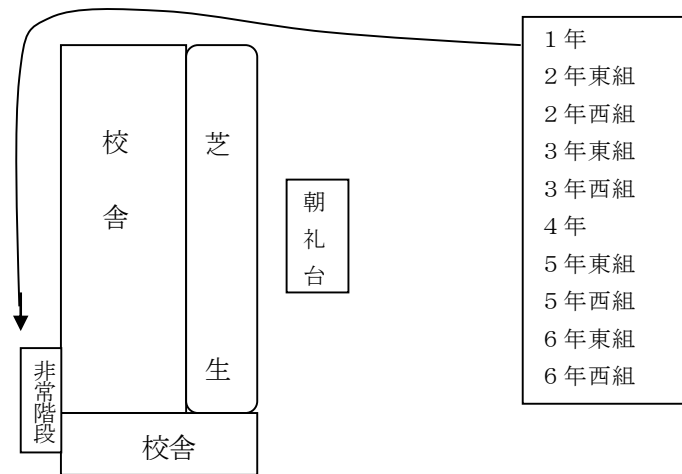 校舎
芝生
朝礼台
非常階段
校舎
1年
2年東組
2年西組
3年東組
3年西組
4年
5年東組
5年西組
6年東組
6年西組